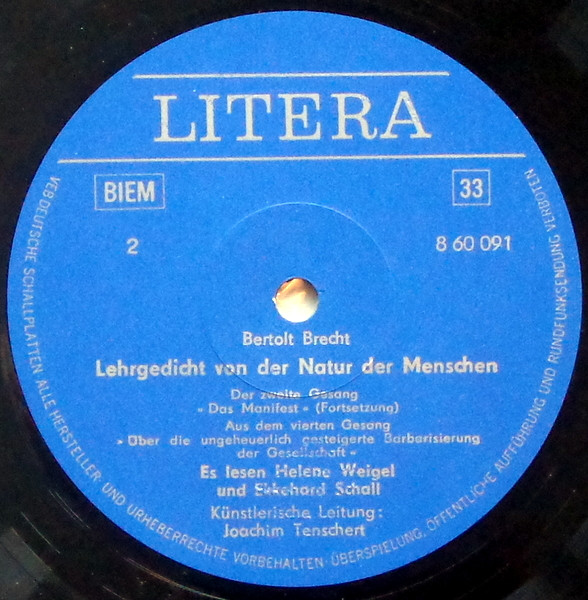 LITERA
BIEM
33
2
8 60 091
Bertolt Brecht
Lehrgedicht von der Natur der Menschen
Der zweite Gesang
» Das Manifest « (Fortsetzung)
Aus dem vierten Gesang
» Über die ungeheuerlich gesteigerte Barbarisierung
der Gesellschaft «
Es lesen Helene Weigel
und Ekkehard Schall
Künstlerische Leitung:
Joachim Tenschert
VEB DEUTSCHE SCHALLPLATTEN ALLE HERSTELLER- UND URHEBERRECHTE VORBEHALTEN · ÜBERSPIELUNG, ÖFFENTLICHE AUFFÜHRUNG UND RUNDFUNKSENDUNG VERBOTEN